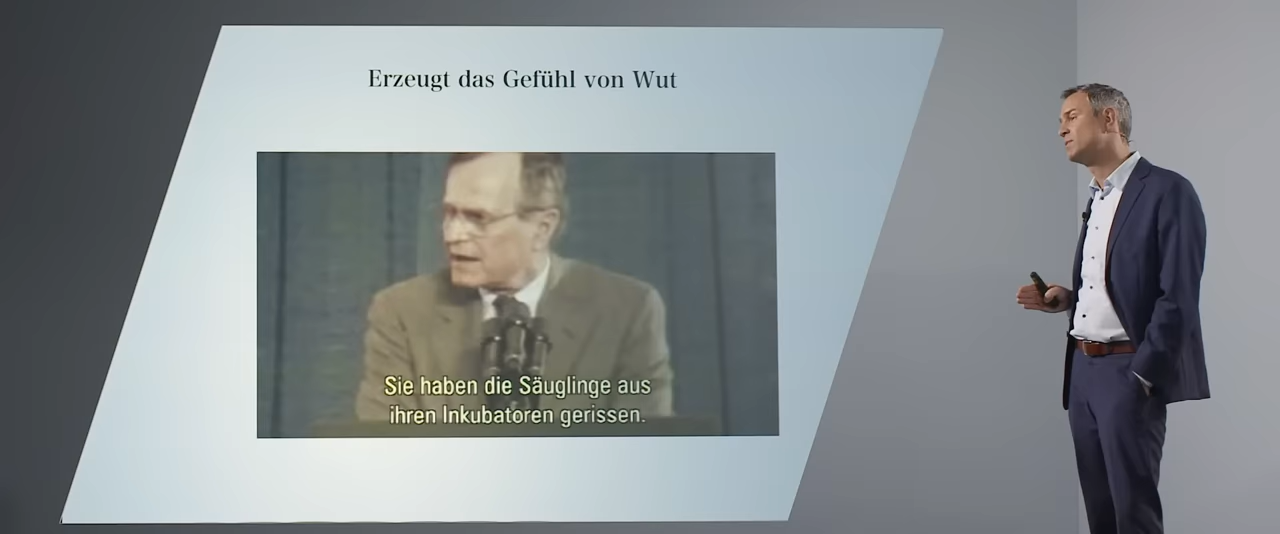 Erzeugt das Gefühl von Wut
Sie haben die Säuglinge aus
ihren Inkubatoren gerissen.